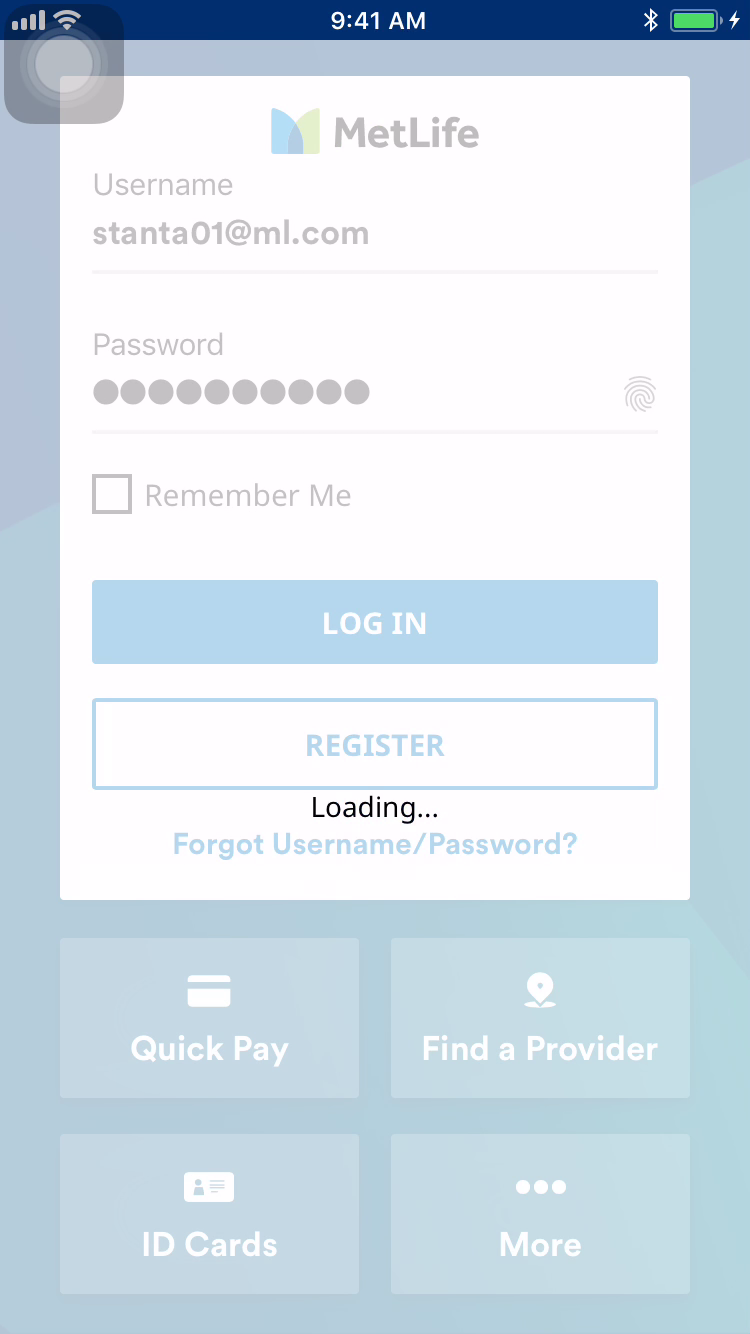 9:41 AM
MetLife
Username
stanta01@ml.com
Password
●●●●●●●●●●
Remember Me
LOG IN
REGISTER
Loading...
Forgot Username/Password?
Quick Pay
Find a Provider
ID Cards
More